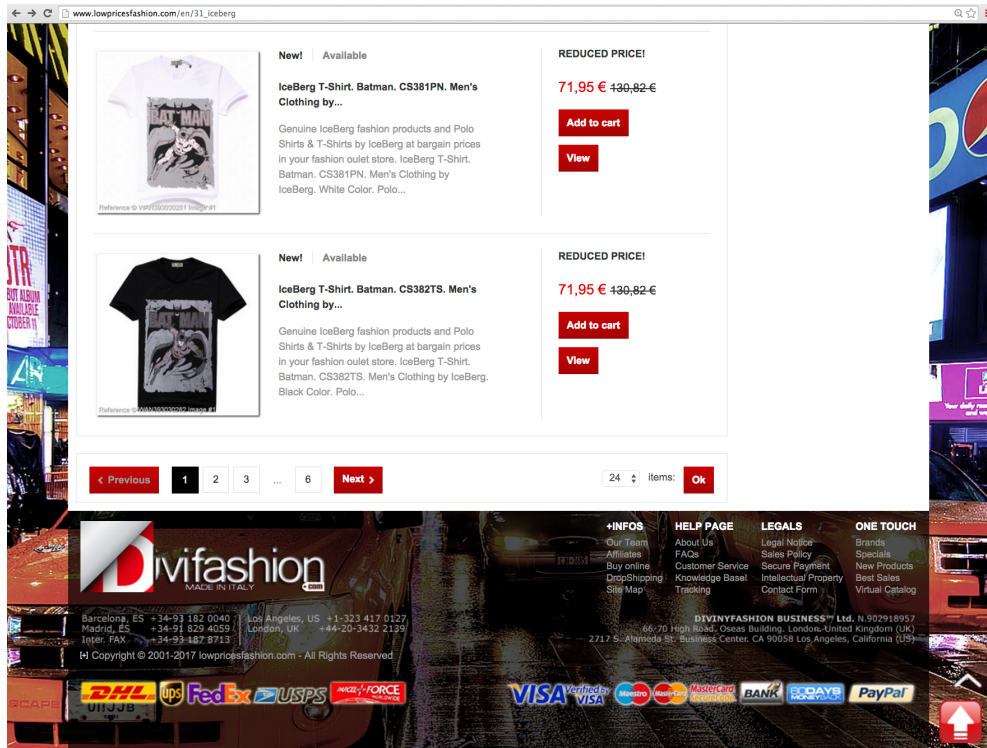 www.lowpricesfashion.com/en/31_iceberg
New! Available
IceBerg T-Shirt. Batman. CS381PN. Men's
Clothing by...
Genuine IceBerg fashion products and Polo
Shirts & T-Shirts by IceBerg at bargain prices
in your fashion oulet store. IceBerg T-Shirt.
Batman. CS381PN. Men's Clothing by
IceBerg. White Color. Polo...
REDUCED PRICE!
71,95 € 130,82 €
Add to cart
View
BATMAN
New! Available
IceBerg T-Shirt. Batman. CS382TS. Men's
Clothing by...
Genuine IceBerg fashion products and Polo
Shirts & T-Shirts by IceBerg at bargain prices
in your fashion oulet store. IceBerg T-Shirt.
Batman. CS382TS. Men's Clothing by IceBerg.
Black Color. Polo...
REDUCED PRICE!
71,95 € 130,82 €
Add to cart
View
BATMAN
Previous 1 2 3 ... 6 Next
24 items: Ok
Divifashion
.com
MADE IN ITALY
+INFOS
Our Team
Affiliates
Buy online
DropShipping
Site Map
HELP PAGE
About Us
FAQs
Customer Service
Knowledge Base!
Tracking
LEGALS
Legal Notice
Sales Policy
Secure Payment
Intellectual Property
Contact Form
ONE TOUCH
Brands
Specials
New Products
Best Sales
Virtual Catalog
Barcelona, ES +34-93 182 0040
Madrid, ES +34-91 829 4059
Inter. FAX +34-93 187 8713
Los Angeles, US +1-323 417 0127
London, UK +44-20-3432 2139
[+] Copyright © 2001-2017 lowpricesfashion.com - All Rights Reserved
DIVINYFASHION BUSINESS™ Ltd. N.902918957
66-70 High Road. Oseas Building. London. United Kingdom (UK)
2717 S. Alameda St. Business Center. CA 90058 Los Angeles, California (US)
DHL ups FedEx USPS PARCELFORCE WORLDWIDE
VISA Verified by VISA Maestro MasterCard MasterCard SecureCode BANK 60DAYS MONEYBACK PayPal